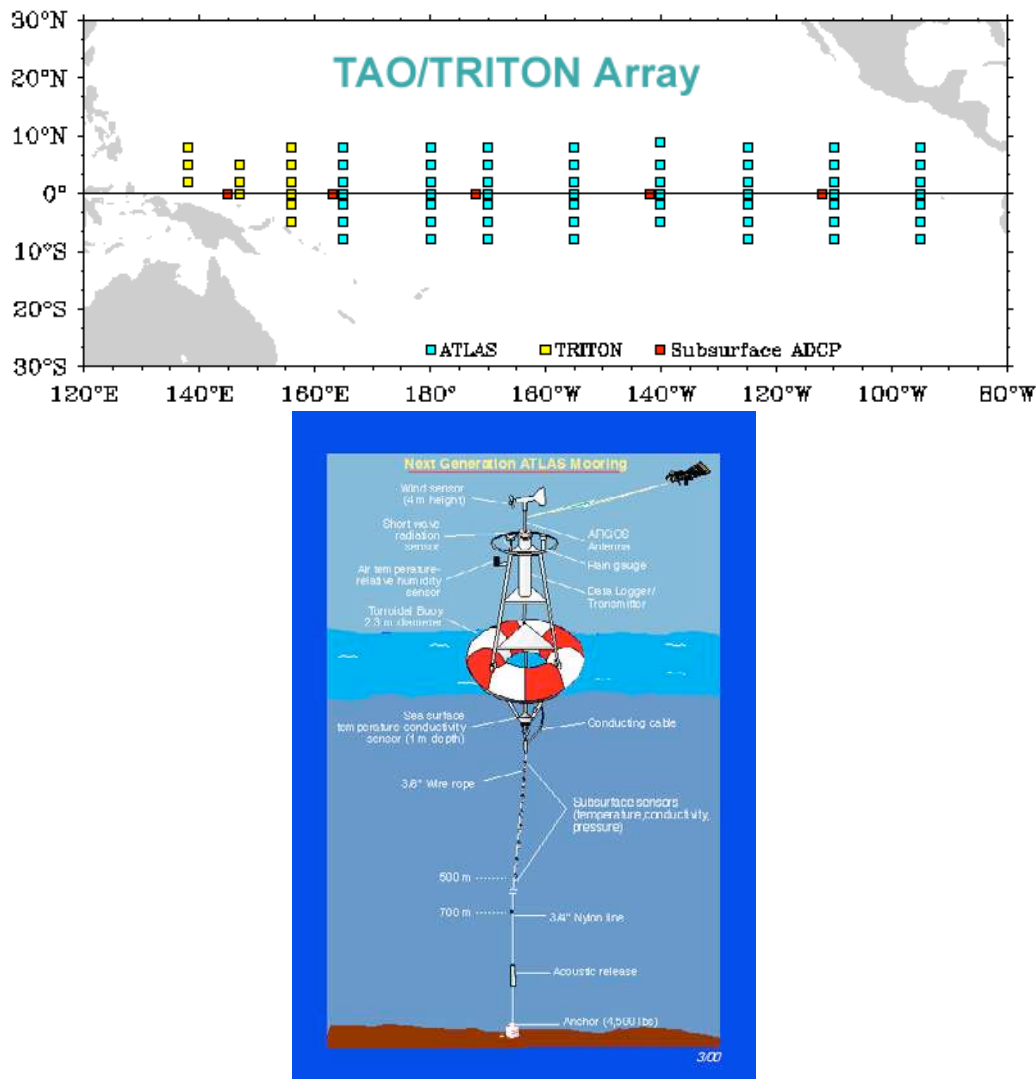 30°N
TAO/TRITON Array
20°N
10°N
0°
10°S
20°S
ATLAS TRITON Subsurface ADCP
30°S
120°E 140°E 160°E 180° 160°W 140°W 120°W 100°W 80°W
Next Generation ATLAS Mooring
Wind sensor
(4 m height)
Short wave
radiation
sensor
ARGOS
Antenna
Rain gauge
Air temperature-
relative humidity
sensor
Data Logger/
Transmitter
Torroidal Buoy
2.3 m diameter
Sea surface
temperature conductivity
sensor (1 m depth)
Conducting cable
3/8" Wire rope
Subsurface sensors
(temperature,conductivity,
pressure)
500 m
700 m
3/4" Nylon line
Acoustic release
Anchor (4,500 lbs)
3/00